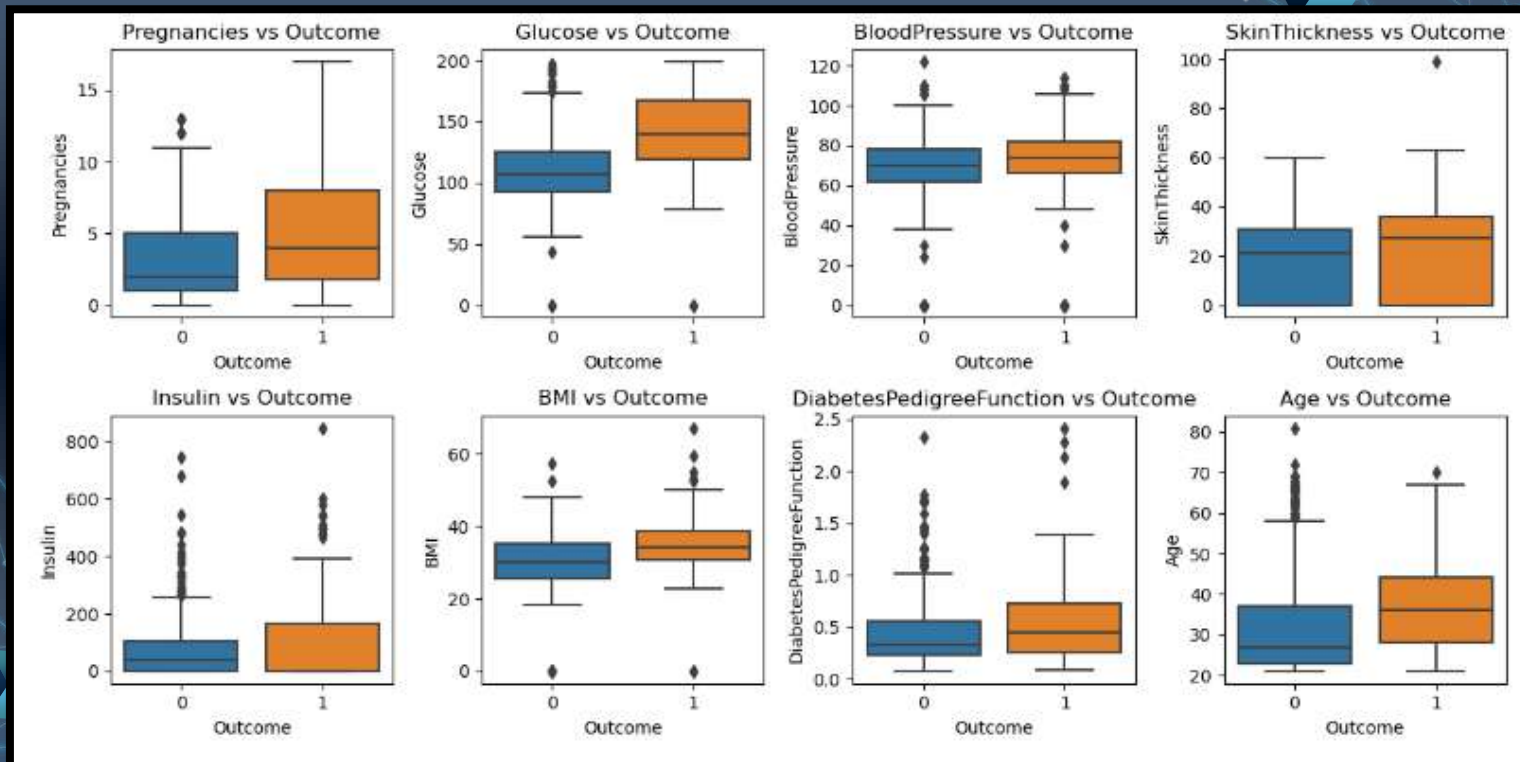 Pregnancies vs Outcome
Pregnancies
15
10
5
0
0 1
Outcome
Glucose vs Outcome
Glucose
200
150
100
50
0
0 1
Outcome
BloodPressure vs Outcome
BloodPressure
120
100
80
60
40
20
0
0 1
Outcome
SkinThickness vs Outcome
SkinThickness
100
80
60
40
20
0
0 1
Outcome
Insulin vs Outcome
Insulin
800
600
400
200
0
0 1
Outcome
BMI vs Outcome
BMI
60
40
20
0
0 1
Outcome
DiabetesPedigreeFunction vs Outcome
DiabetesPedigreeFunction
2.5
2.0
1.5
1.0
0.5
0.0
0 1
Outcome
Age vs Outcome
Age
80
70
60
50
40
30
20
0 1
Outcome